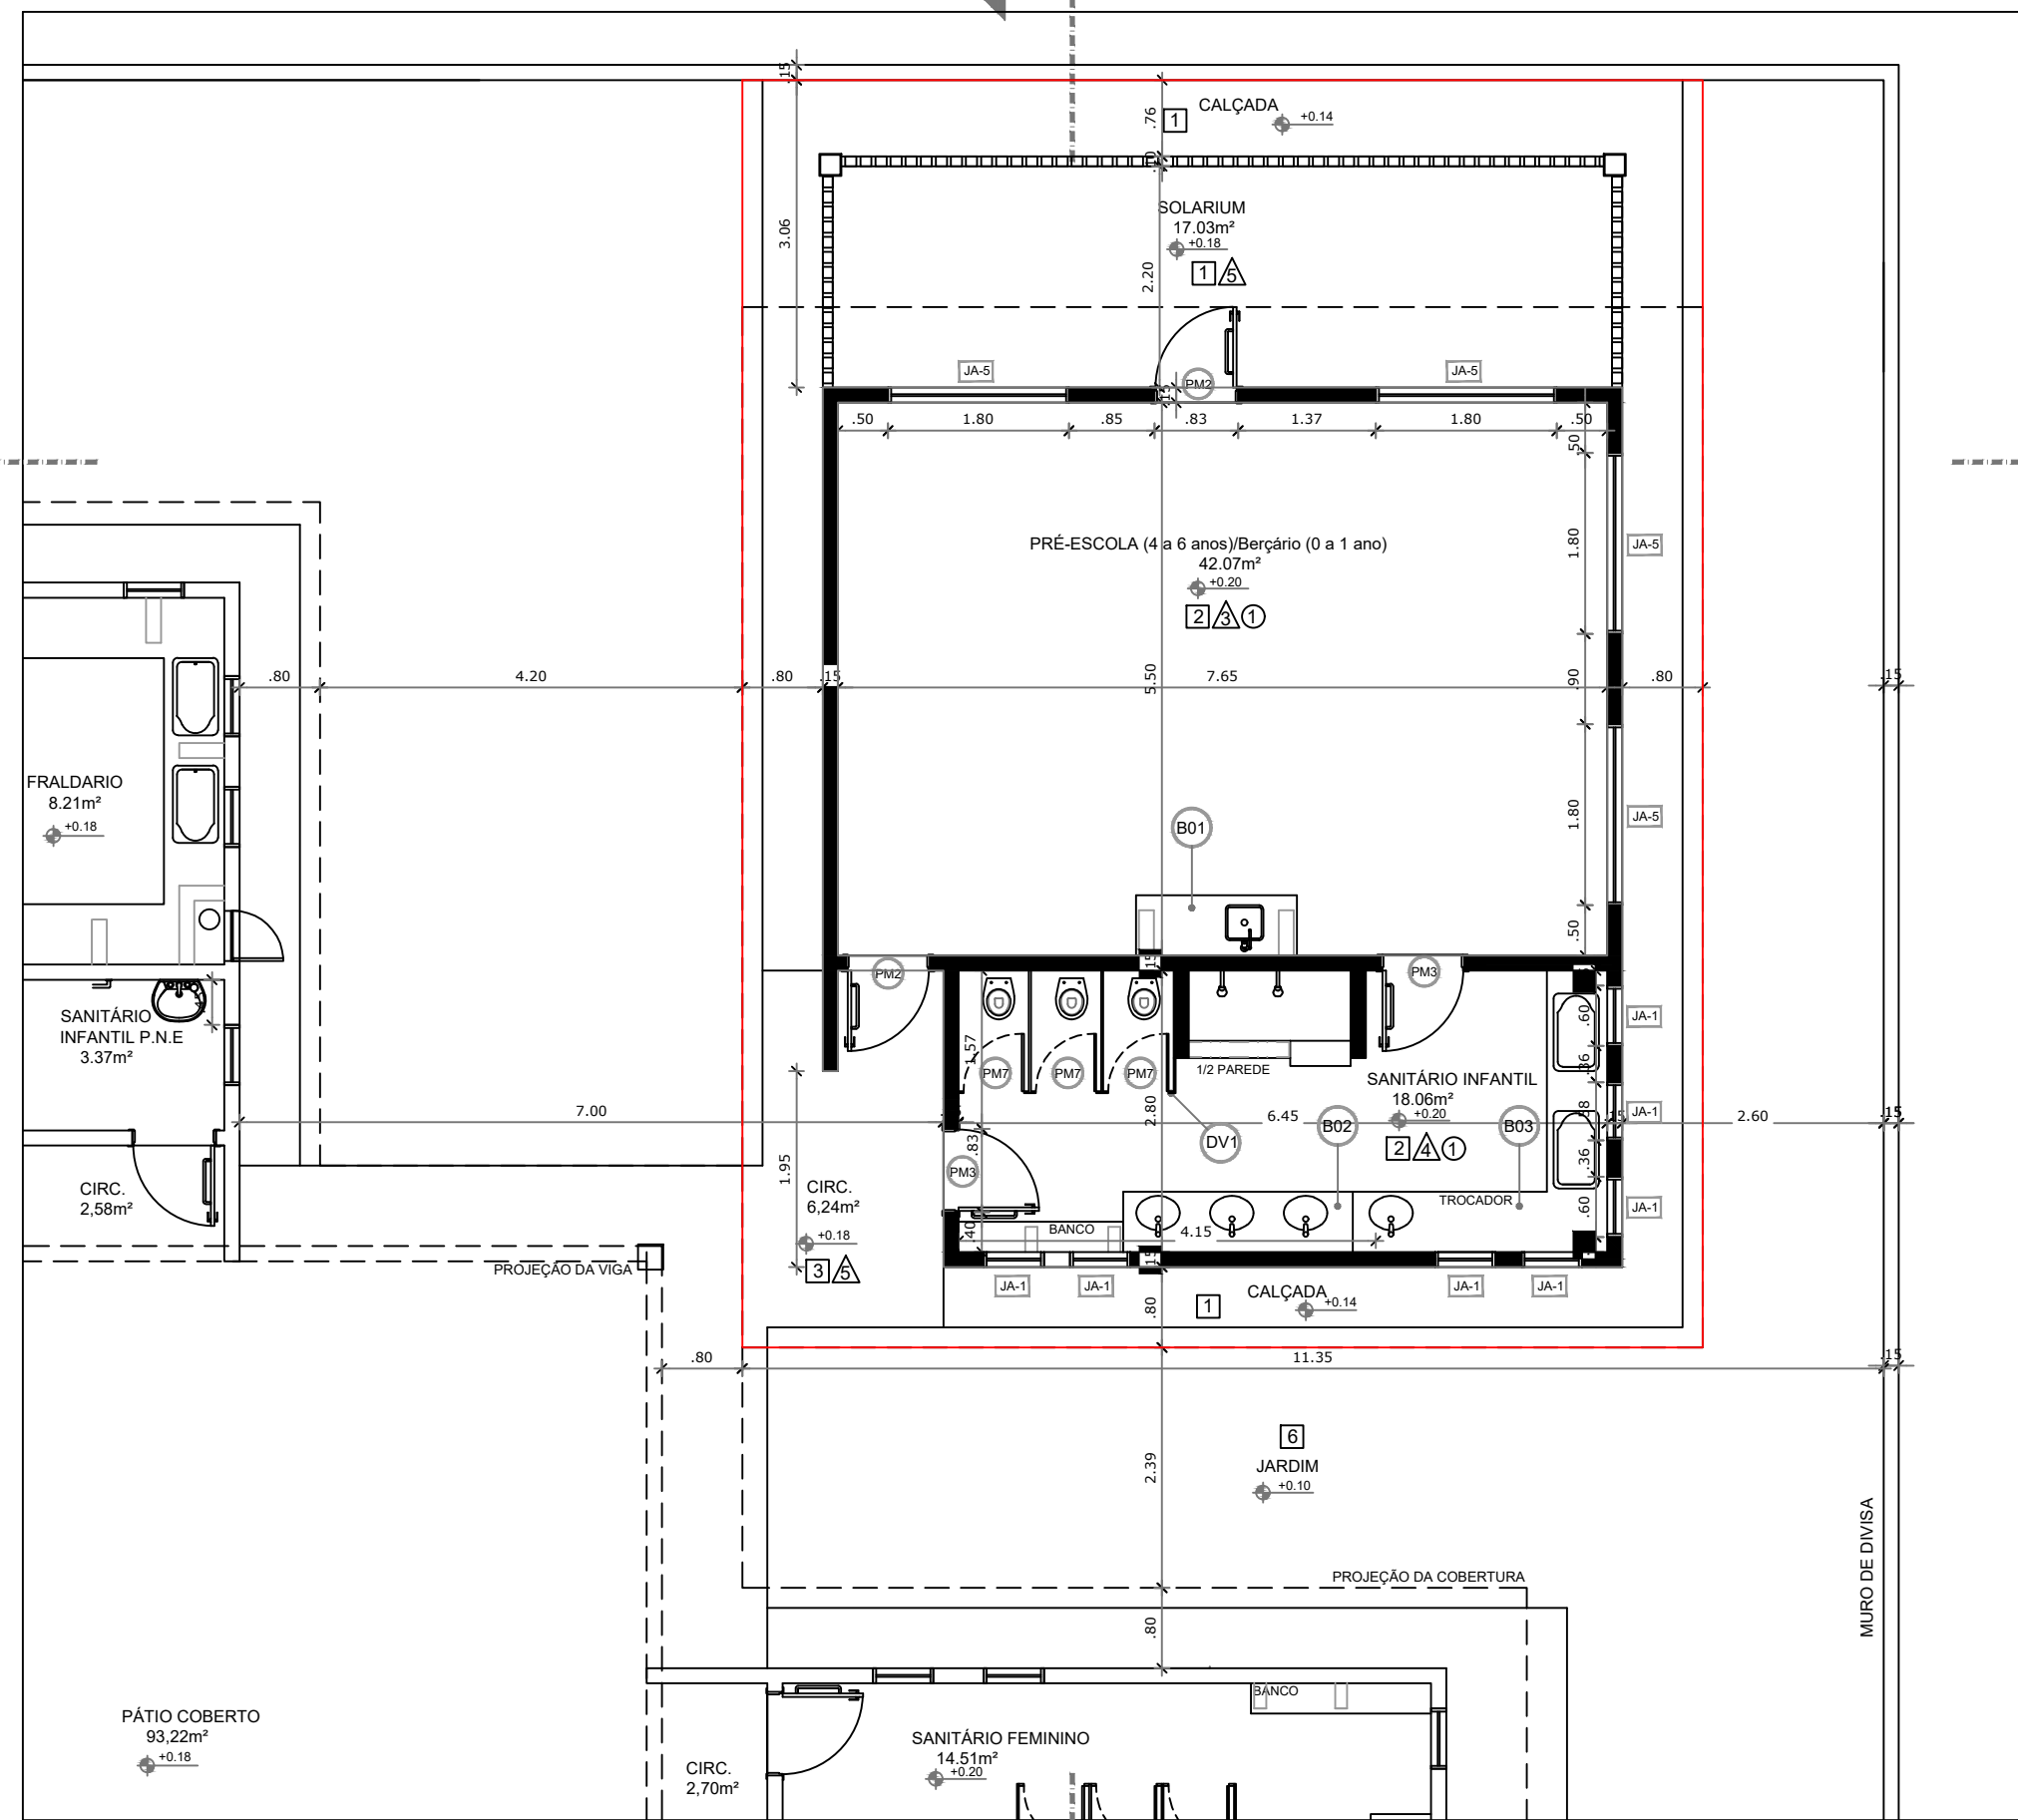 .15
CALÇADA
+0.14
.76
1
.10
3.06
SOLARIUM
17.03m²
+0.18
1 5
2.20
JA-5
PM2
JA-5
.15
.50
1.80
.85
.83
1.37
1.80
.50
.50
PRÉ-ESCOLA (4 a 6 anos)/Berçário (0 a 1 ano)
42.07m²
+0.20
2 3 1
1.80
JA-5
.80
4.20
.80
.15
5.50
7.65
.90
.80
.15
FRALDARIO
8.21m²
+0.18
B01
1.80
JA-5
.50
PM2
.15
PM3
SANITÁRIO
INFANTIL P.N.E
3.37m²
.60
JA-1
1.57
PM7
PM7
PM7
1/2 PAREDE
.36
SANITÁRIO INFANTIL
18.06m²
+0.20
2 4 1
7.00
2.80
6.45
B02
B03
JA-1
.15
2.60
.15
DV1
.83
PM3
.36
1.95
CIRC.
2,58m²
CIRC.
6,24m²
+0.18
3 5
TROCADOR
.60
JA-1
BANCO
.40
4.15
PROJEÇÃO DA VIGA
.15
JA-1
JA-1
JA-1
JA-1
1
CALÇADA
+0.14
.80
.80
11.35
.15
6
JARDIM
+0.10
2.39
MURO DE DIVISA
PROJEÇÃO DA COBERTURA
.80
BANCO
PÁTIO COBERTO
93,22m²
+0.18
SANITÁRIO FEMININO
14.51m²
+0.20
CIRC.
2,70m²